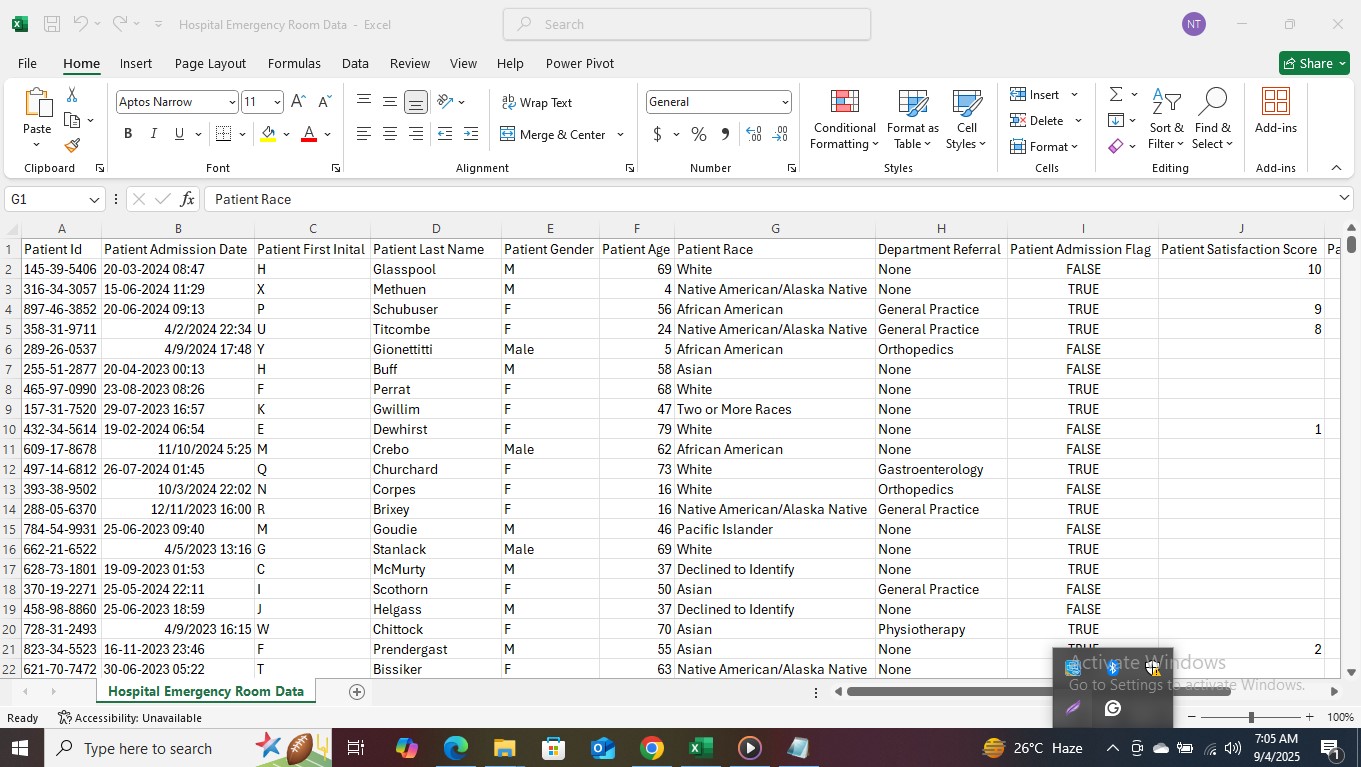 Hospital Emergency Room Data - Excel Search NT
File Home Insert Page Layout Formulas Data Review View Help Power Pivot Share
Aptos Narrow 11 Wrap Text General Insert
Paste B I U Merge & Center $ % Conditional Formatting Format as Table Cell Styles Delete Format Sort & Filter Find & Select Add-ins
Clipboard Font Alignment Number Styles Cells Editing Add-ins
G1 fx Patient Race
A B C D E F G H I J
1 Patient Id Patient Admission Date Patient First Inital Patient Last Name Patient Gender Patient Age Patient Race Department Referral Patient Admission Flag Patient Satisfaction Score Pa
2 145-39-5406 20-03-2024 08:47 H Glasspool M 69 White None FALSE 10
3 316-34-3057 15-06-2024 11:29 X Methuen M 4 Native American/Alaska Native None TRUE
4 897-46-3852 20-06-2024 09:13 P Schubuser F 56 African American General Practice TRUE 9
5 358-31-9711 4/2/2024 22:34 U Titcombe F 24 Native American/Alaska Native General Practice TRUE 8
6 289-26-0537 4/9/2024 17:48 Y Gionettitti Male 5 African American Orthopedics FALSE
7 255-51-2877 20-04-2023 00:13 H Buff M 58 Asian None FALSE
8 465-97-0990 23-08-2023 08:26 F Perrat F 68 White None TRUE
9 157-31-7520 29-07-2023 16:57 K Gwillim F 47 Two or More Races None TRUE
10 432-34-5614 19-02-2024 06:54 E Dewhirst F 79 White None FALSE 1
11 609-17-8678 11/10/2024 5:25 M Crebo Male 62 African American None FALSE
12 497-14-6812 26-07-2024 01:45 Q Churchard F 73 White Gastroenterology TRUE
13 393-38-9502 10/3/2024 22:02 N Corpes F 16 White Orthopedics FALSE
14 288-05-6370 12/11/2023 16:00 R Brixey F 16 Native American/Alaska Native General Practice TRUE
15 784-54-9931 25-06-2023 09:40 M Goudie M 46 Pacific Islander None FALSE
16 662-21-6522 4/5/2023 13:16 G Stanlack Male 69 White None TRUE
17 628-73-1801 19-09-2023 01:53 C McMurty M 37 Declined to Identify None TRUE
18 370-19-2271 25-05-2024 22:11 I Scothorn F 50 Asian General Practice FALSE
19 458-98-8860 25-06-2023 18:59 J Helgass M 37 Declined to Identify None FALSE
20 728-31-2493 4/9/2023 16:15 W Chittock F 70 Asian Physiotherapy TRUE
21 823-34-5523 16-11-2023 23:46 F Prendergast M 55 Asian None TRUE 2
22 621-70-7472 30-06-2023 05:22 T Bissiker F 63 Native American/Alaska Native None
Activate Windows
Go to Settings to activate Windows.
Hospital Emergency Room Data
Ready Accessibility: Unavailable 100%
Type here to search 26°C Haze 7:05 AM
9/4/2025 1